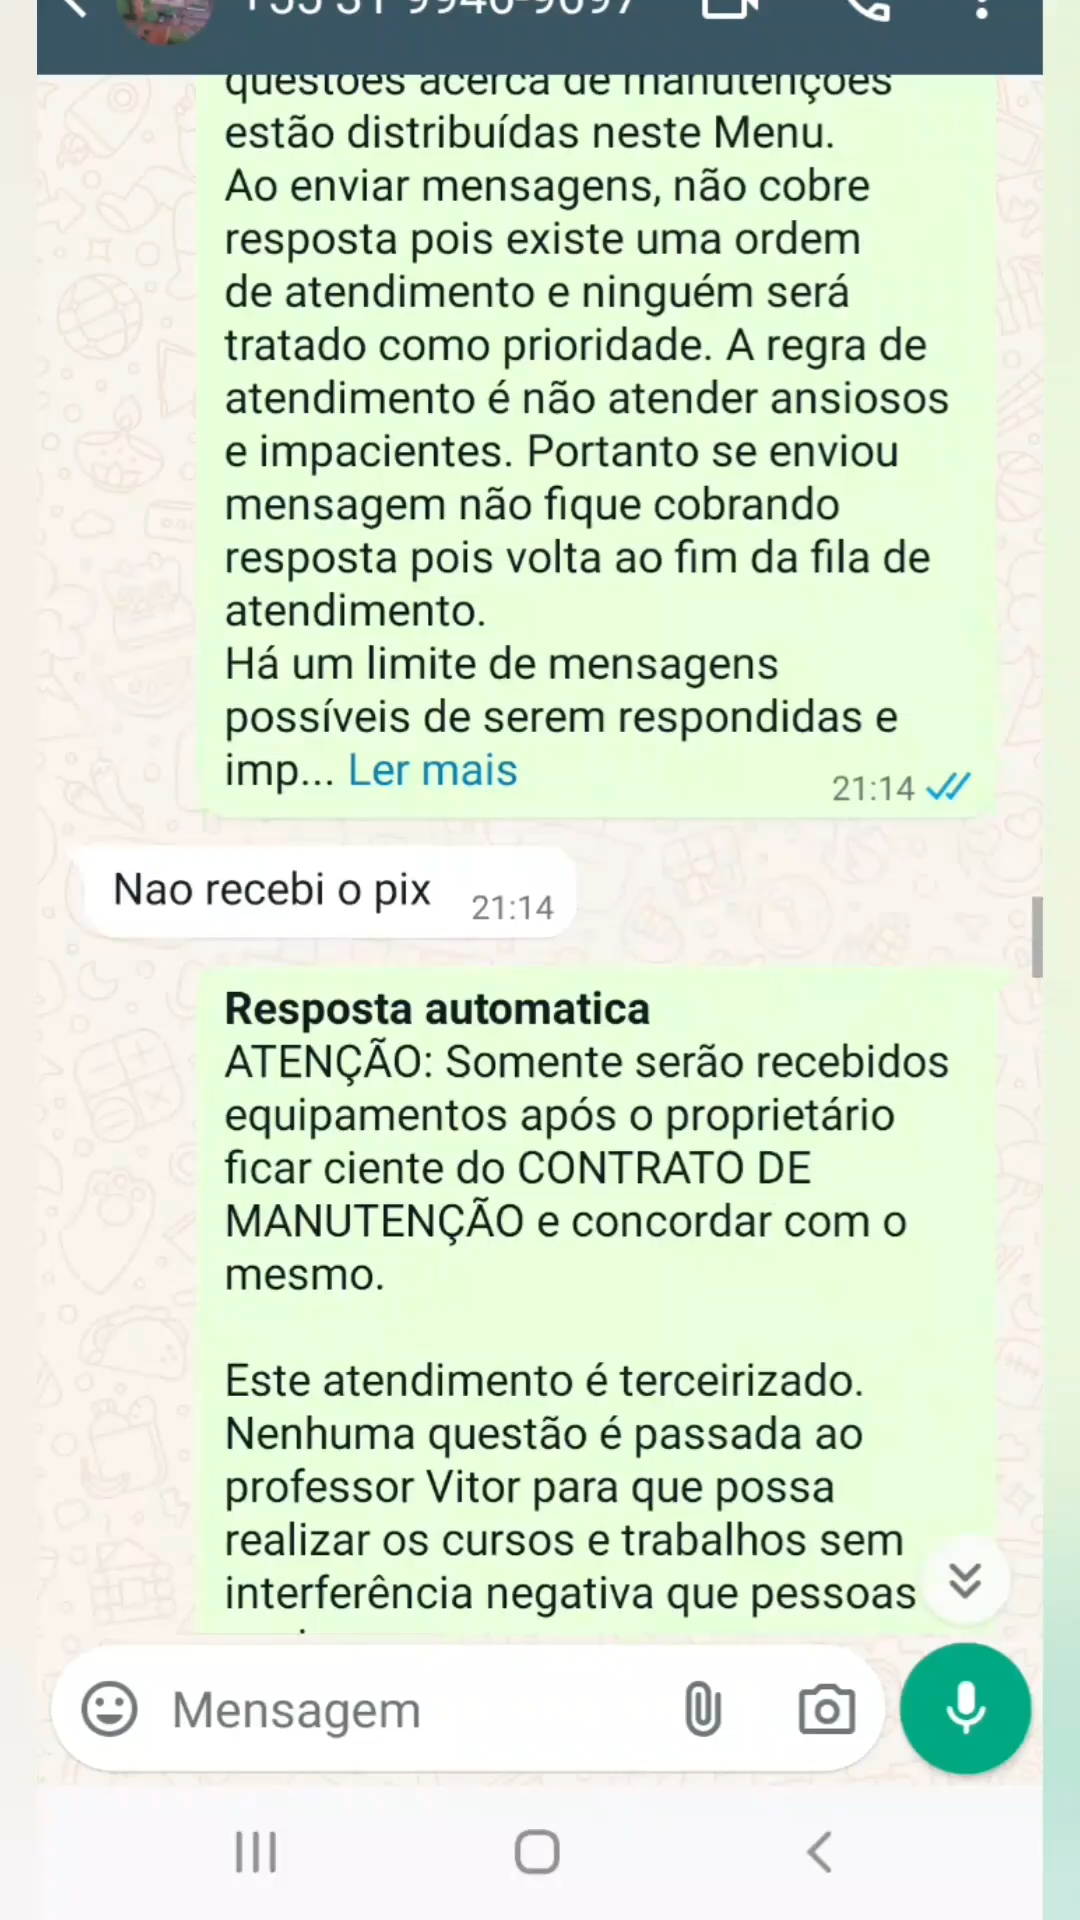 questões acerca de manutenções
estão distribuídas neste Menu.
Ao enviar mensagens, não cobre
resposta pois existe uma ordem
de atendimento e ninguém será
tratado como prioridade. A regra de
atendimento é não atender ansiosos
e impacientes. Portanto se enviou
mensagem não fique cobrando
resposta pois volta ao fim da fila de
atendimento.
Há um limite de mensagens
possíveis de serem respondidas e
imp... Ler mais
21:14
Nao recebi o pix 21:14
Resposta automatica
ATENÇÃO: Somente serão recebidos
equipamentos após o proprietário
ficar ciente do CONTRATO DE
MANUTENÇÃO e concordar com o
mesmo.
Este atendimento é terceirizado.
Nenhuma questão é passada ao
professor Vitor para que possa
realizar os cursos e trabalhos sem
interferência negativa que pessoas
Mensagem